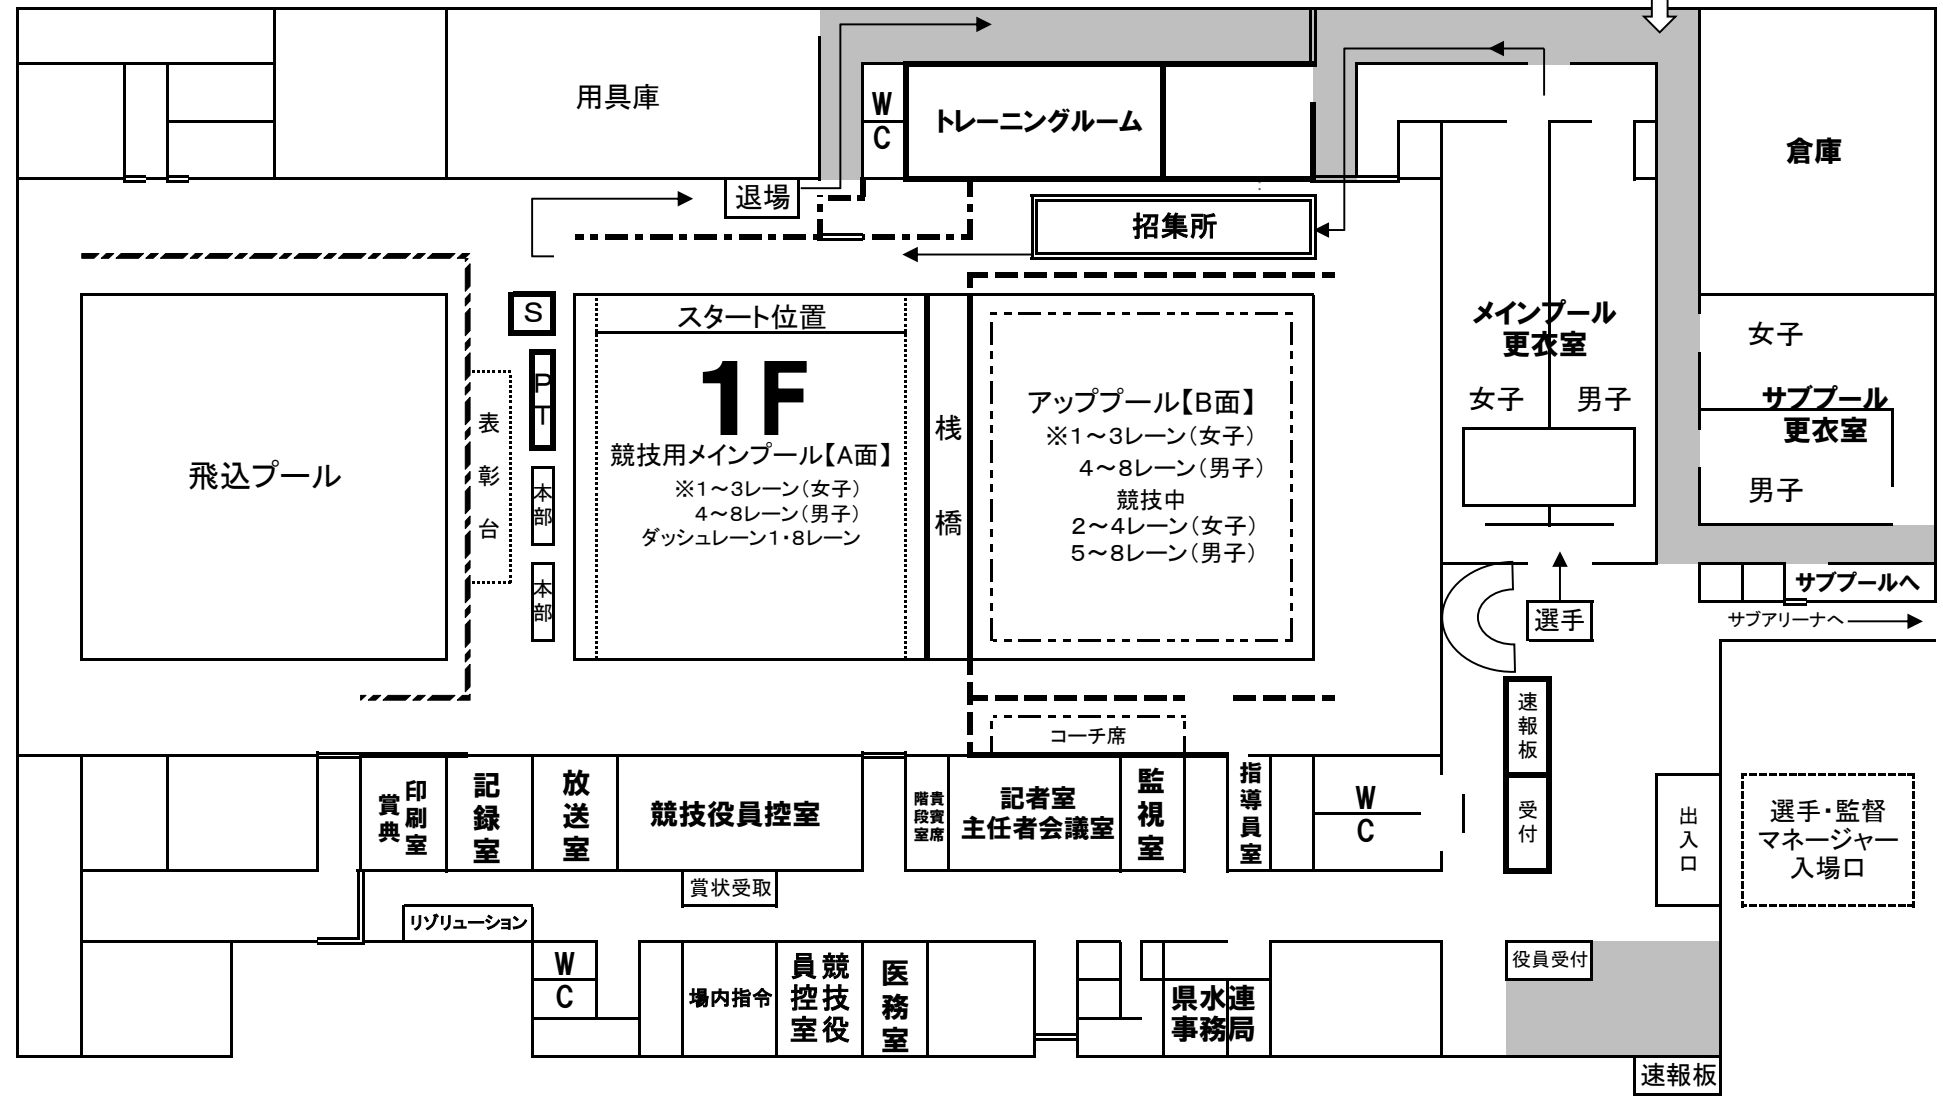 用具庫
W
C
トレーニングルーム
倉庫
退場
招集所
S
スタート位置
メインプール
更衣室
女子
男子
女子
サブプール
更衣室
男子
P
T
1F
競技用メインプール【A面】
※1～3レーン（女子）
4～8レーン（男子）
ダッシュレーン1・8レーン
桟
橋
アッププール【B面】
※1～3レーン（女子）
4～8レーン（男子）
競技中
2～4レーン（女子）
5～8レーン（男子）
飛込プール
表
彰
台
本
部
本
部
サブプールへ
サブアリーナへ
選手
速報板
コーチ席
印刷室
賞典
記録室
放送室
競技役員控室
貴賓席
階段室
記者室
主任者会議室
監視室
指導員室
W
C
受付
出入口
選手・監督
マネージャー
入場口
賞状受取
リゾリューション
W
C
場内指令
競技役
員控室
医務室
県水連
事務局
役員受付
速報板